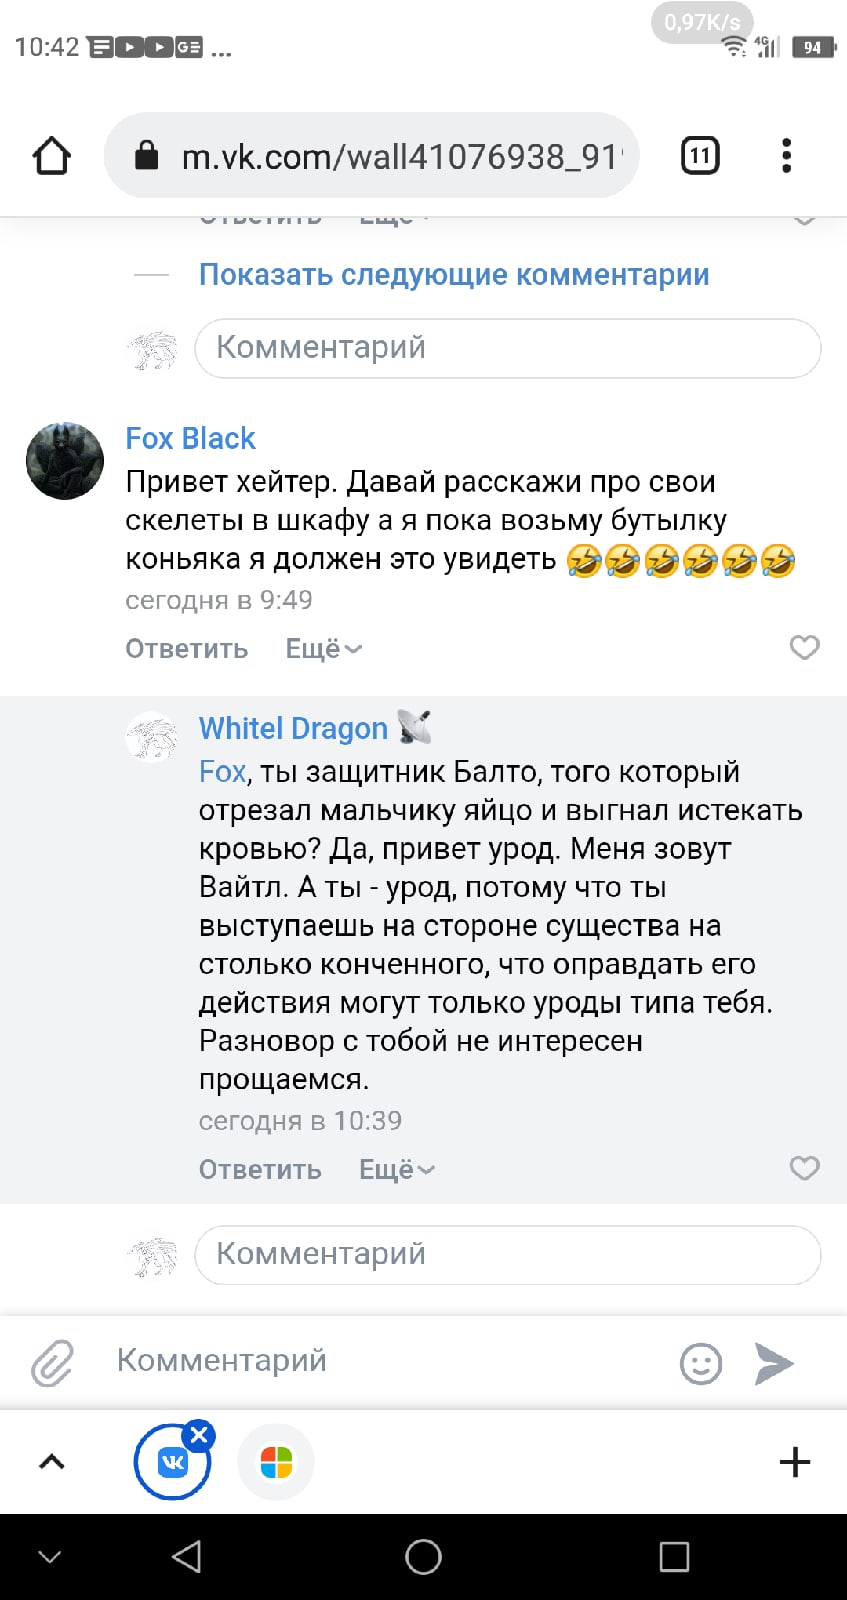 0,97K/s
10:42 GE ... 4G 94
m.vk.com/wall41076938_91
11
Ответить Ещё
Показать следующие комментарии
Комментарий
Fox Black
Привет хейтер. Давай расскажи про свои
скелеты в шкафу а я пока возьму бутылку
коньяка я должен это увидеть 🤣🤣🤣🤣🤣🤣
сегодня в 9:49
Ответить Ещё
Whitel Dragon 📡
Fox, ты защитник Балто, того который
отрезал мальчику яйцо и выгнал истекать
кровью? Да, привет урод. Меня зовут
Вайтл. А ты - урод, потому что ты
выступаешь на стороне существа на
столько конченного, что оправдать его
действия могут только уроды типа тебя.
Разновор с тобой не интересен
прощаемся.
сегодня в 10:39
Ответить Ещё
Комментарий
Комментарий